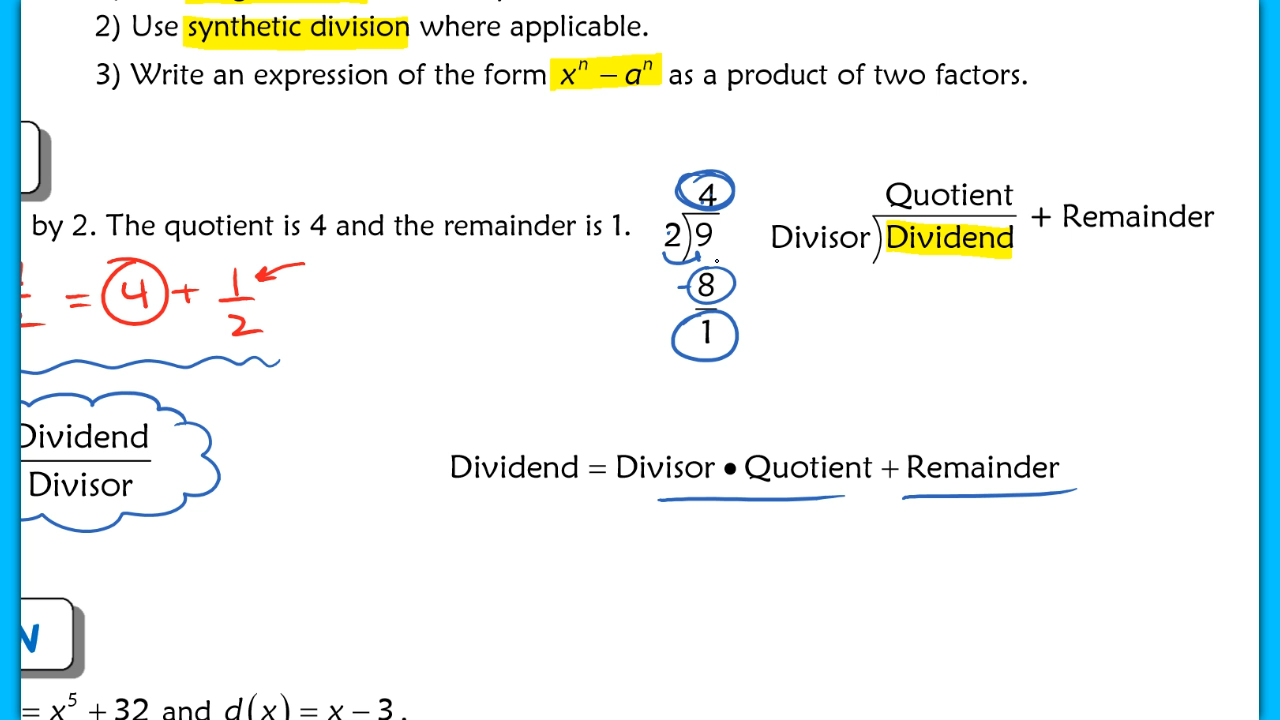 2) Use synthetic division where applicable.
3) Write an expression of the form xⁿ – aⁿ as a product of two factors.
by 2. The quotient is 4 and the remainder is 1.
4
2)9
-8
1
Quotient
Divisor)Dividend + Remainder
= 4 + 1/2
Dividend
Divisor
Dividend = Divisor • Quotient + Remainder
= x⁵ + 32 and d(x) = x – 3.